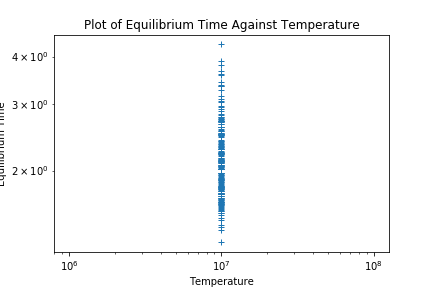 Plot of Equilibrium Time Against Temperature
4 × 10⁰
3 × 10⁰
2 × 10⁰
Equilibrium Time
10⁶
10⁷
10⁸
Temperature